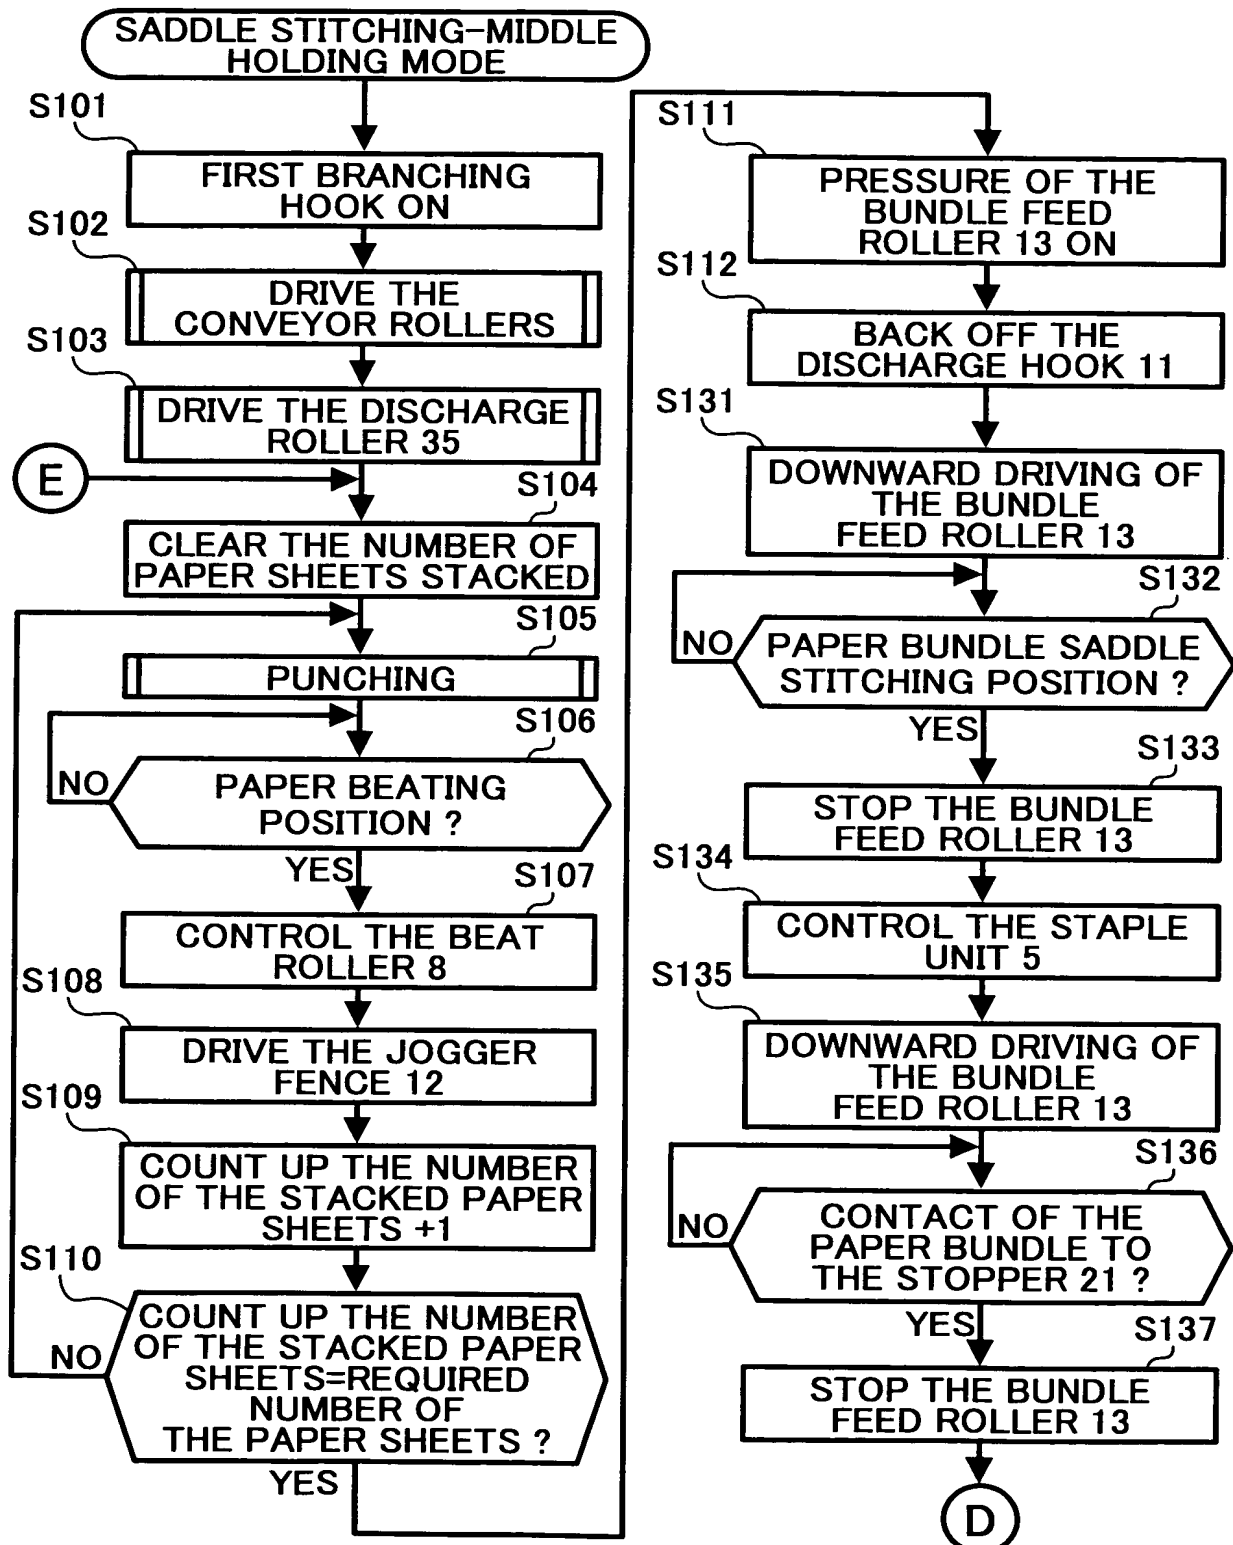 SADDLE STITCHING-MIDDLE
HOLDING MODE
S101
FIRST BRANCHING
HOOK ON
S102
DRIVE THE
CONVEYOR ROLLERS
S103
DRIVE THE DISCHARGE
ROLLER 35
E
S104
CLEAR THE NUMBER OF
PAPER SHEETS STACKED
S105
PUNCHING
S106
NO
PAPER BEATING
POSITION ?
YES
S107
CONTROL THE BEAT
ROLLER 8
S108
DRIVE THE JOGGER
FENCE 12
S109
COUNT UP THE NUMBER
OF THE STACKED PAPER
SHEETS +1
S110
COUNT UP THE NUMBER
OF THE STACKED PAPER
SHEETS=REQUIRED
NUMBER OF
THE PAPER SHEETS ?
NO
YES
S111
PRESSURE OF THE
BUNDLE FEED
ROLLER 13 ON
S112
BACK OFF THE
DISCHARGE HOOK 11
S131
DOWNWARD DRIVING OF
THE BUNDLE
FEED ROLLER 13
S132
NO
PAPER BUNDLE SADDLE
STITCHING POSITION ?
YES
S133
STOP THE BUNDLE
FEED ROLLER 13
S134
CONTROL THE STAPLE
UNIT 5
S135
DOWNWARD DRIVING OF
THE BUNDLE
FEED ROLLER 13
S136
NO
CONTACT OF THE
PAPER BUNDLE TO
THE STOPPER 21 ?
YES
S137
STOP THE BUNDLE
FEED ROLLER 13
D